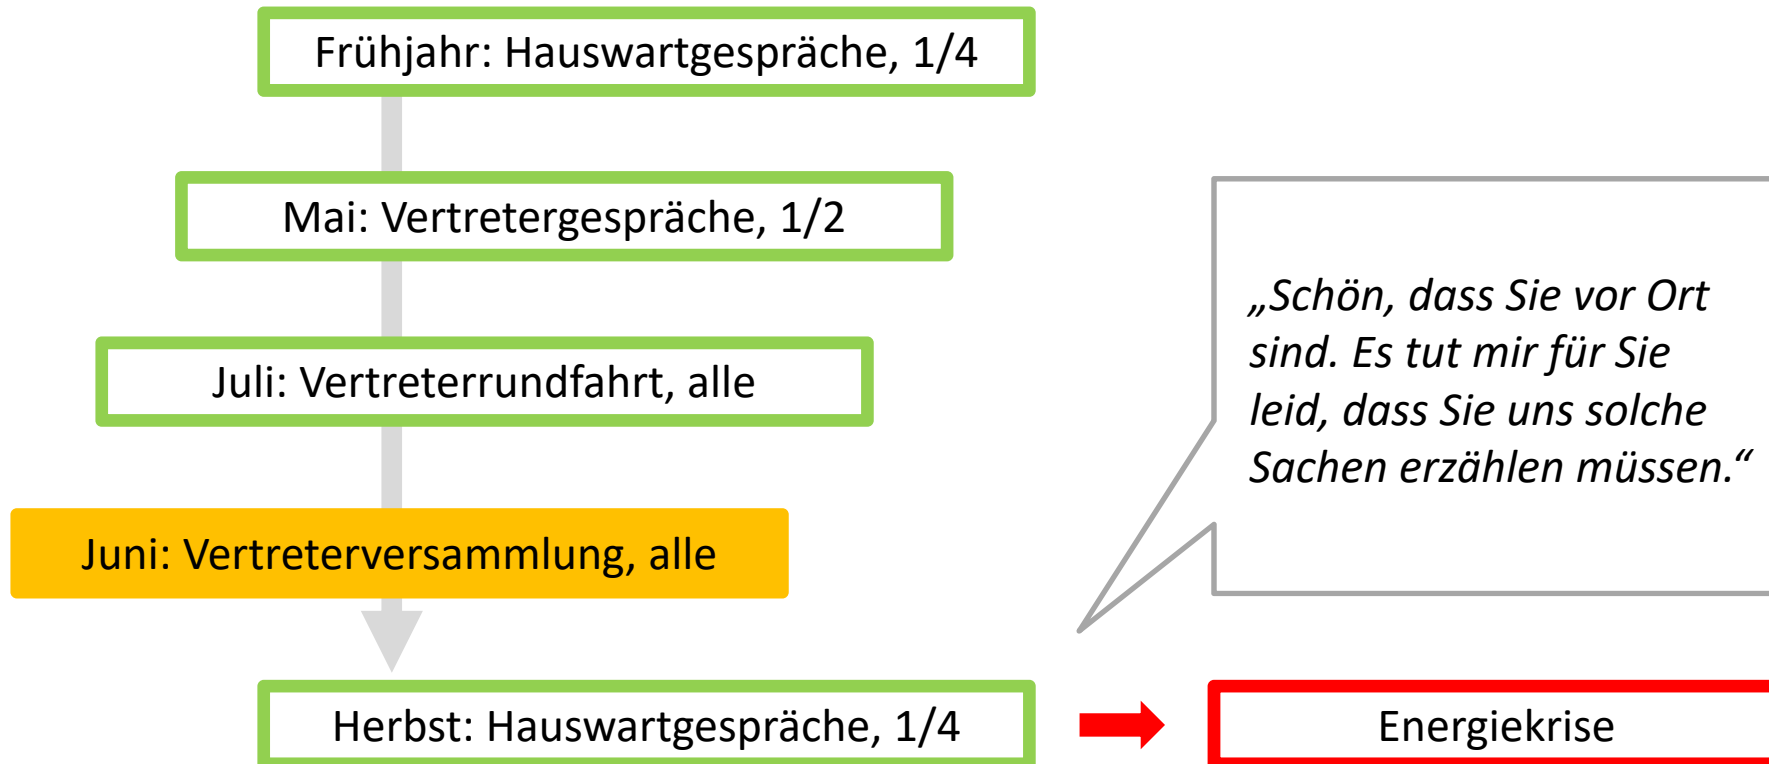 Frühjahr: Hauswartgespräche, 1/4
Mai: Vertretergespräche, 1/2
Juli: Vertreterrundfahrt, alle
Juni: Vertreterversammlung, alle
Herbst: Hauswartgespräche, 1/4
„Schön, dass Sie vor Ort
sind. Es tut mir für Sie
leid, dass Sie uns solche
Sachen erzählen müssen.“
Energiekrise